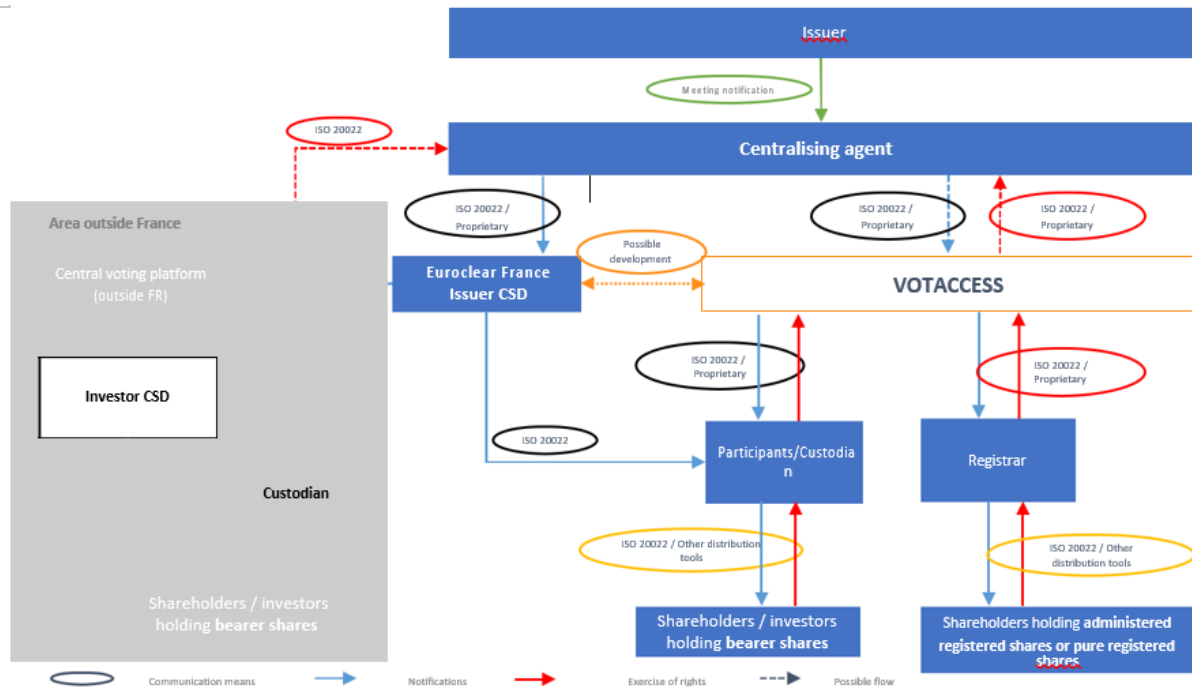 Issuer
Meeting notification
ISO 20022
Centralising agent
ISO 20022 /
Proprietary
ISO 20022 /
Proprietary
ISO 20022 /
Proprietary
Area outside France
Central voting platform
(outside FR)
Possible
development
Euroclear France
Issuer CSD
VOTACCESS
ISO 20022 /
Proprietary
ISO 20022 /
Proprietary
Investor CSD
ISO 20022
Participants/Custodia
n
Registrar
Custodian
ISO 20022 / Other distribution
tools
ISO 20022 / Other
distribution tools
Shareholders / investors
holding bearer shares
Shareholders / investors
holding bearer shares
Shareholders holding administered
registered shares or pure registered
shares
Communication means
Notifications
Exercise of rights
Possible flow